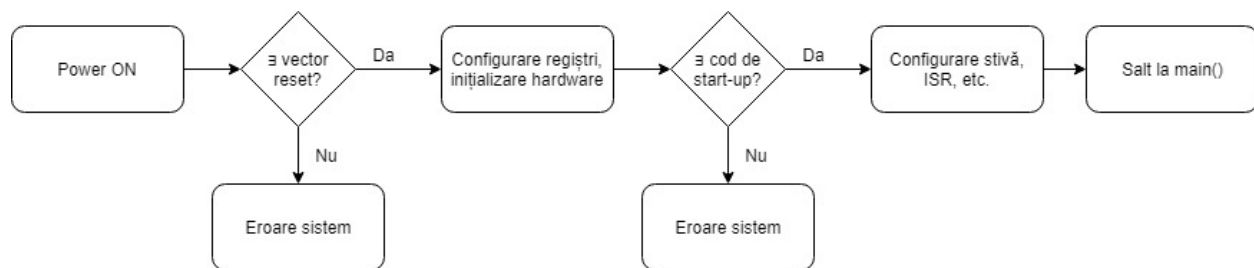 Power ON
∃ vector
reset?
Da
Configurare regiștri,
inițializare hardware
∃ cod de
start-up?
Da
Configurare stivă,
ISR, etc.
Salt la main()
Nu
Nu
Eroare sistem
Eroare sistem